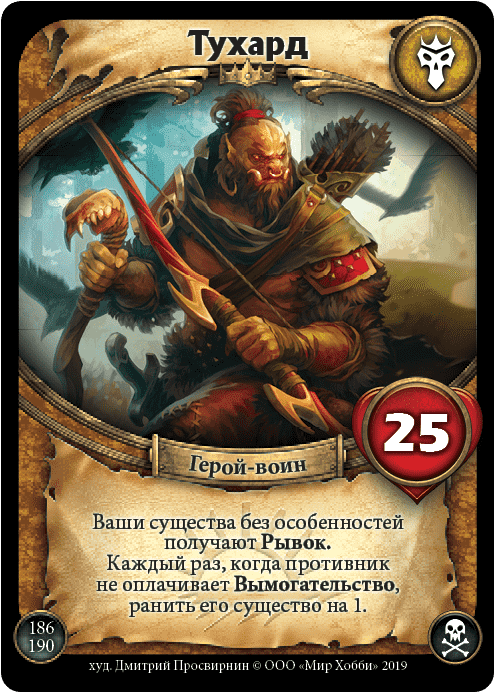 Тухард
25
Герой-воин
Ваши существа без особенностей
получают Рывок.
Каждый раз, когда противник
не оплачивает Вымогательство,
ранить его существо на 1.
186
190
худ. Дмитрий Просвирнин © ООО «Мир Хобби» 2019